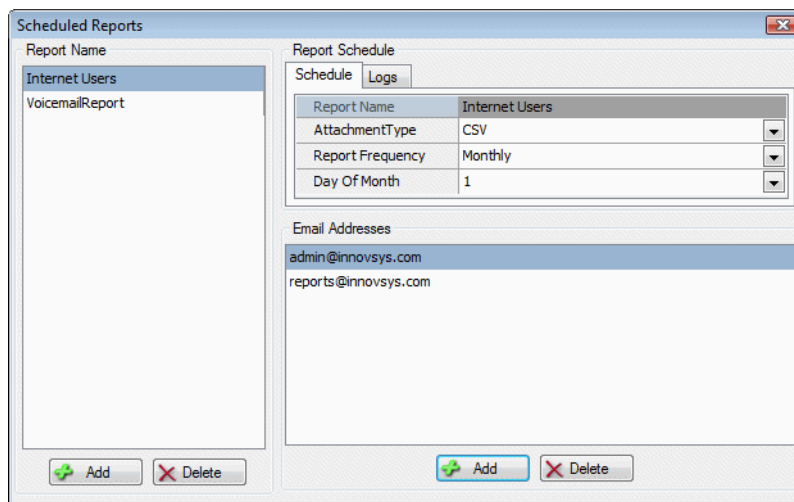 Scheduled Reports
Report Name
Internet Users
VoicemailReport
Add Delete
Report Schedule
Schedule Logs
Report Name Internet Users
AttachmentType CSV
Report Frequency Monthly
Day Of Month 1
Email Addresses
admin@innovsys.com
reports@innovsys.com
Add Delete